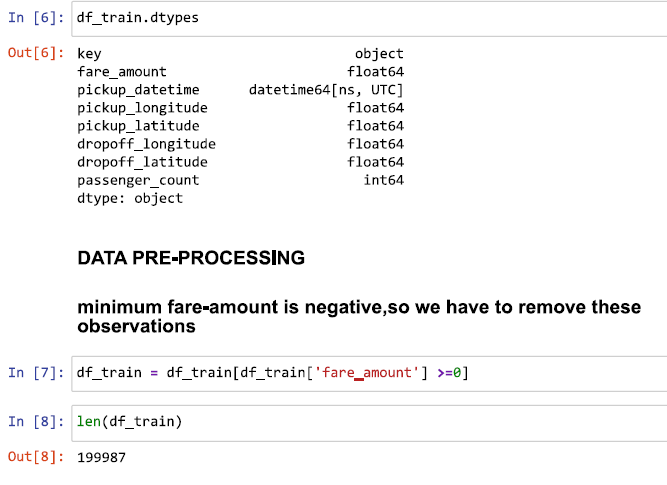 In [6]: df_train.dtypes
Out[6]: key object
fare_amount float64
pickup_datetime datetime64[ns, UTC]
pickup_longitude float64
pickup_latitude float64
dropoff_longitude float64
dropoff_latitude float64
passenger_count int64
dtype: object
DATA PRE-PROCESSING
minimum fare-amount is negative,so we have to remove these
observations
In [7]: df_train = df_train[df_train['fare_amount'] >=0]
In [8]: len(df_train)
Out[8]: 199987